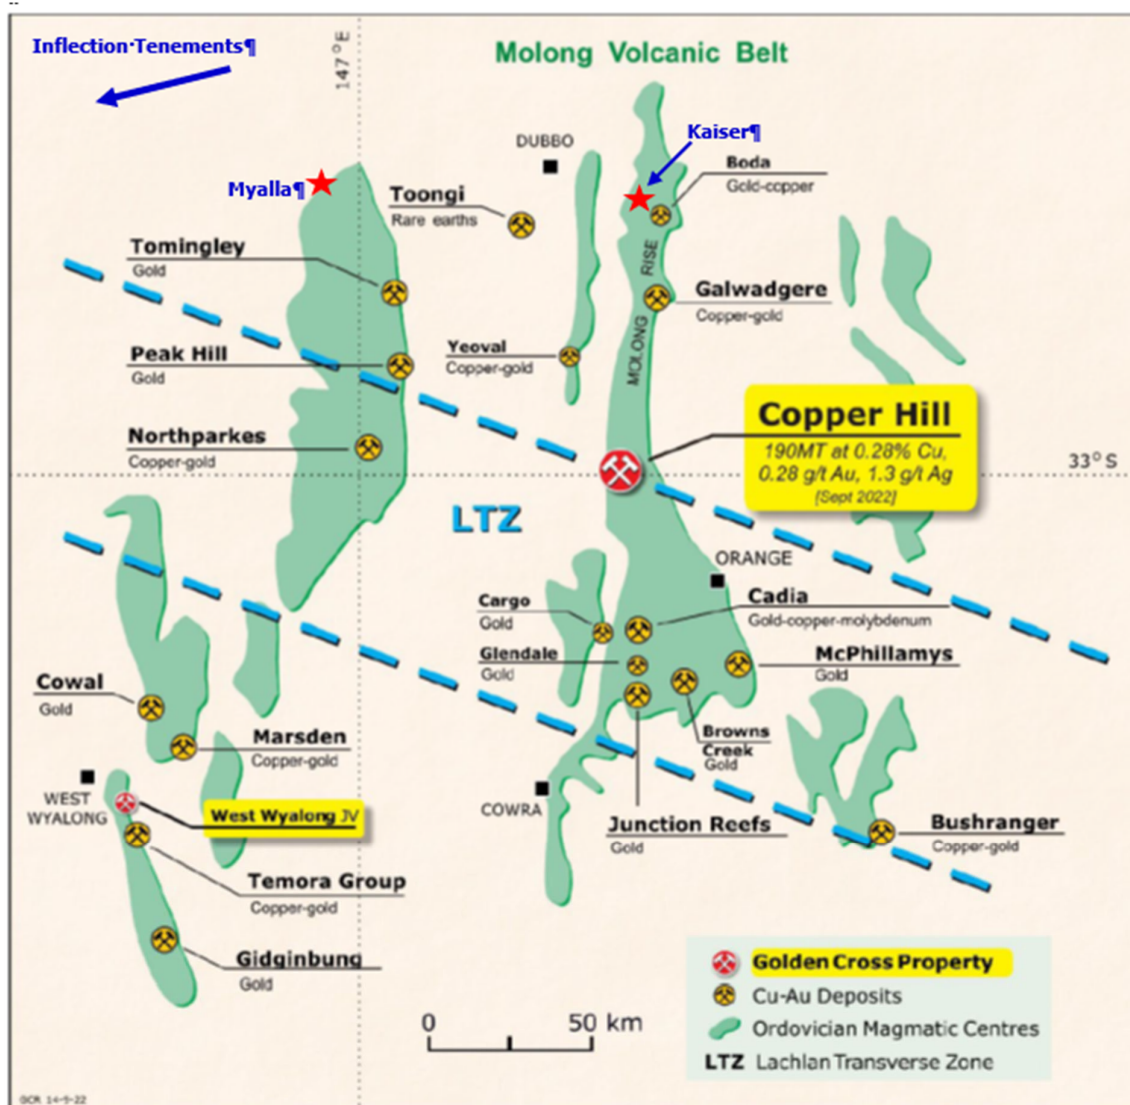 Inflection·Tenements¶
147°E
Molong Volcanic Belt
DUBBO
Kaiser¶
Boda
Gold-copper
Myalla¶
Toongi
Rare earths
Tomingley
Gold
MOLONG RISE
Galwadgere
Copper-gold
Peak Hill
Gold
Yeoval
Copper-gold
Copper Hill
190MT at 0.28% Cu,
0.28 g/t Au, 1.3 g/t Ag
[Sept 2022]
Northparkes
Copper-gold
33°S
LTZ
ORANGE
Cargo
Gold
Cadia
Gold-copper-molybdenum
Glendale
Gold
McPhillamys
Gold
Cowal
Gold
Marsden
Copper-gold
Browns
Creek
Gold
WEST
WYALONG
West Wyalong JV
COWRA
Junction Reefs
Gold
Bushranger
Copper-gold
Temora Group
Copper-gold
Gidginbung
Gold
0 50 km
Golden Cross Property
Cu-Au Deposits
Ordovician Magmatic Centres
LTZ Lachlan Transverse Zone
GCR 14-9-22